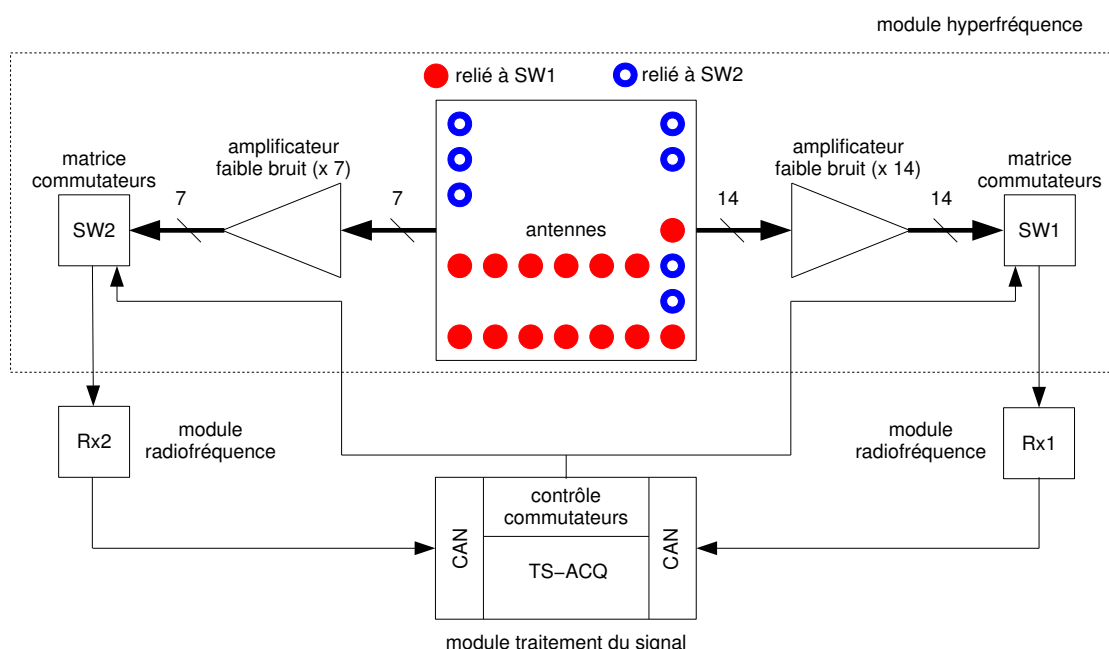 module hyperfréquence
relié à SW1
relié à SW2
amplificateur
faible bruit (x 7)
amplificateur
faible bruit (x 14)
matrice
commutateurs
matrice
commutateurs
7
7
14
14
SW2
antennes
SW1
Rx2
module
radiofréquence
module
radiofréquence
Rx1
CAN
contrôle
commutateurs
CAN
TS−ACQ
module traitement du signal